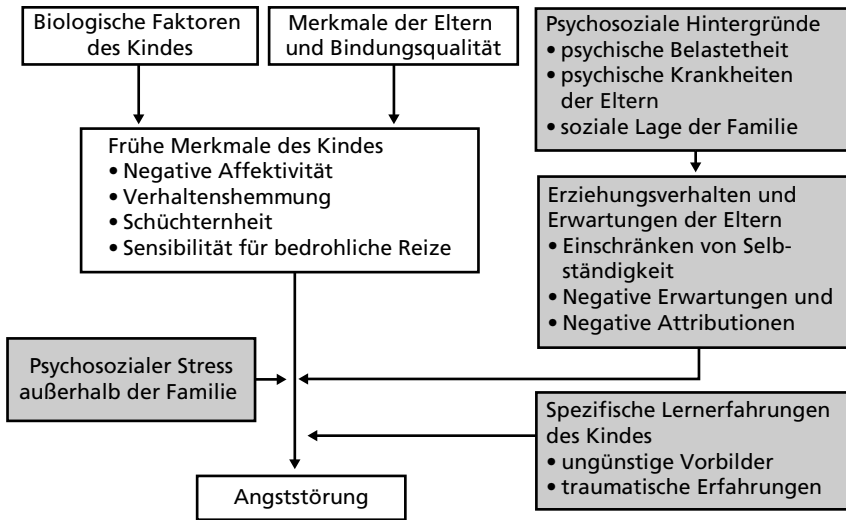 Biologische Faktoren
des Kindes
Merkmale der Eltern
und Bindungsqualität
Psychosoziale Hintergründe
• psychische Belastetheit
• psychische Krankheiten
der Eltern
• soziale Lage der Familie
Frühe Merkmale des Kindes
• Negative Affektivität
• Verhaltenshemmung
• Schüchternheit
• Sensibilität für bedrohliche Reize
Erziehungsverhalten und
Erwartungen der Eltern
• Einschränken von Selb-
ständigkeit
• Negative Erwartungen und
• Negative Attributionen
Psychosozialer Stress
außerhalb der Familie
Spezifische Lernerfahrungen
des Kindes
• ungünstige Vorbilder
• traumatische Erfahrungen
Angststörung